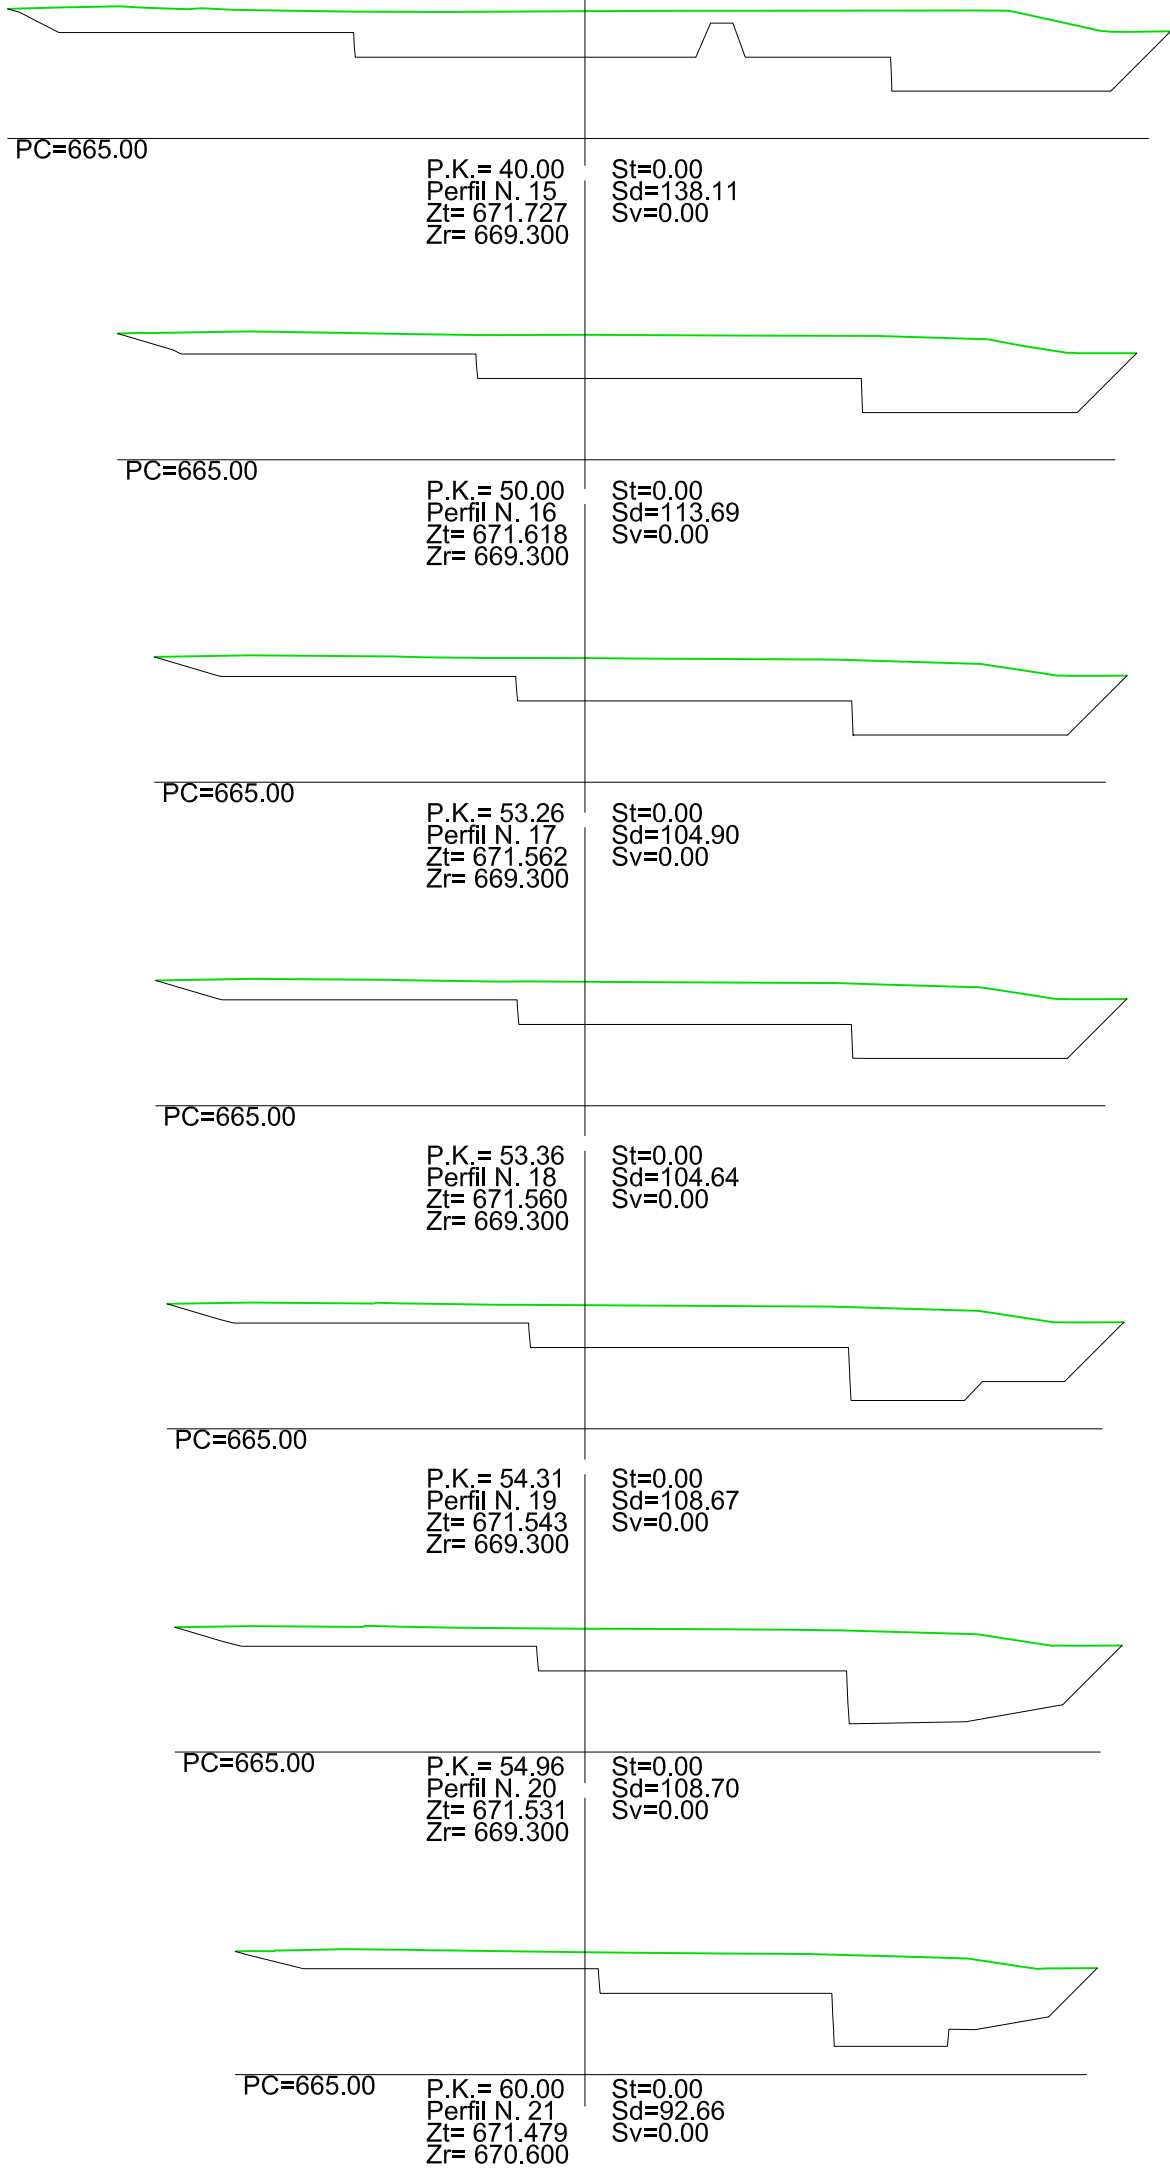 PC=665.00
P.K.= 40.00 St=0.00
Perfil N. 15 Sd=138.11
Zt= 671.727 Sv=0.00
Zr= 669.300
PC=665.00
P.K.= 50.00 St=0.00
Perfil N. 16 Sd=113.69
Zt= 671.618 Sv=0.00
Zr= 669.300
PC=665.00
P.K.= 53.26 St=0.00
Perfil N. 17 Sd=104.90
Zt= 671.562 Sv=0.00
Zr= 669.300
PC=665.00
P.K.= 53.36 St=0.00
Perfil N. 18 Sd=104.64
Zt= 671.560 Sv=0.00
Zr= 669.300
PC=665.00
P.K.= 54.31 St=0.00
Perfil N. 19 Sd=108.67
Zt= 671.543 Sv=0.00
Zr= 669.300
PC=665.00
P.K.= 54.96 St=0.00
Perfil N. 20 Sd=108.70
Zt= 671.531 Sv=0.00
Zr= 669.300
PC=665.00
P.K.= 60.00 St=0.00
Perfil N. 21 Sd=92.66
Zt= 671.479 Sv=0.00
Zr= 670.600